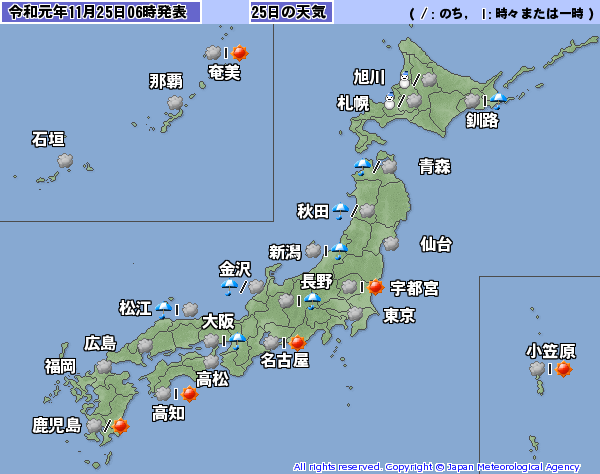 令和元年11月25日06時発表
25日の天気
( / : のち, | : 時々または一時 )
奄美
那覇
石垣
旭川
札幌
釧路
青森
秋田
仙台
新潟
金沢
長野
宇都宮
松江
大阪
東京
広島
名古屋
小笠原
福岡
高松
高知
鹿児島
All rights reserved. Copyright © Japan Meteorological Agency